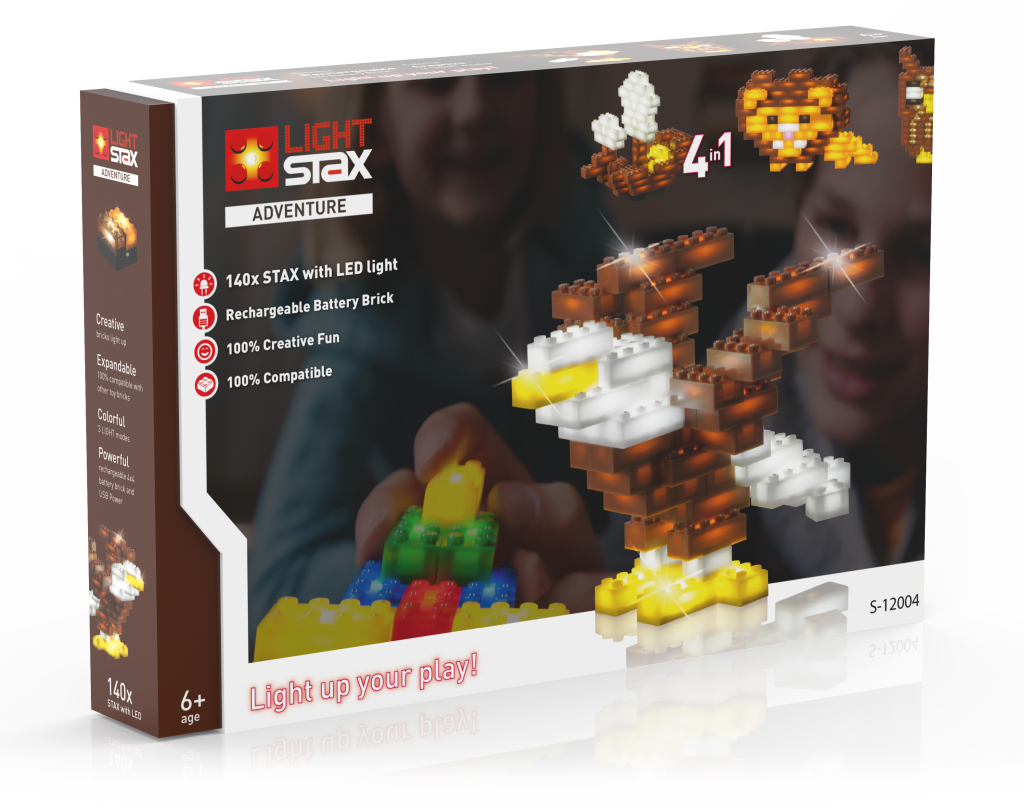 LIGHT
STAX
ADVENTURE
Creative
bricks light up
Expandable
100% compatible with
other toy bricks
Colorful
3 LIGHT modes
Powerful
rechargeable 4x4
battery brick and
USB Power
140x
STAX with LED
6+
age
LIGHT
STAX
ADVENTURE
4 in 1
140x STAX with LED light
Rechargeable Battery Brick
100% Creative Fun
100% Compatible
S-12004
Light up your play!